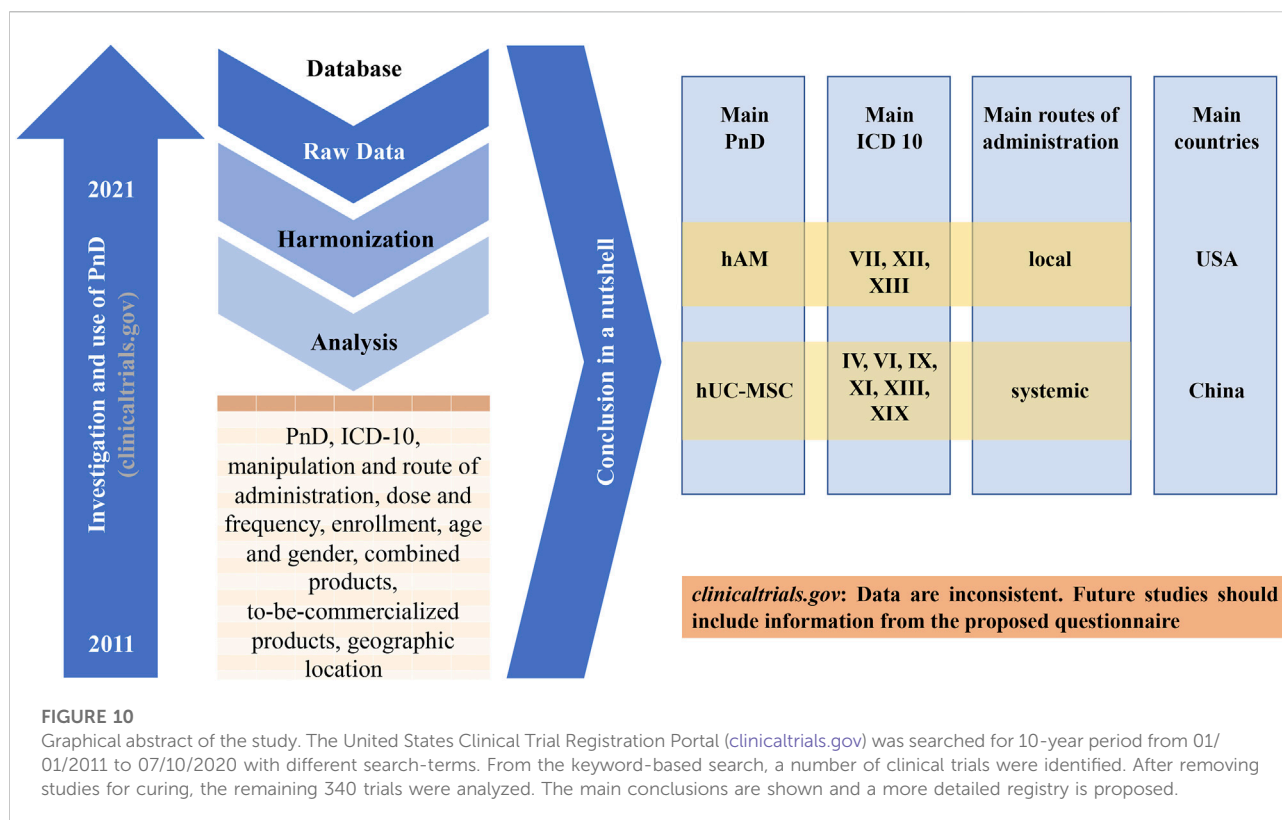 Investigation and use of PnD
(clinicaltrials.gov)
2021
2011
Database
Raw Data
Harmonization
Analysis
PnD, ICD-10,
manipulation and route of
administration, dose and
frequency, enrollment, age
and gender, combined
products,
to-be-commercialized
products, geographic
location
Conclusion in a nutshell
Main
PnD
Main
ICD 10
Main routes of
administration
Main
countries
hAM
VII, XII,
XIII
local
USA
hUC-MSC
IV, VI, IX,
XI, XIII,
XIX
systemic
China
clinicaltrials.gov: Data are inconsistent. Future studies should
include information from the proposed questionnaire
FIGURE 10
Graphical abstract of the study. The United States Clinical Trial Registration Portal (clinicaltrials.gov) was searched for 10-year period from 01/
01/2011 to 07/10/2020 with different search-terms. From the keyword-based search, a number of clinical trials were identified. After removing
studies for curing, the remaining 340 trials were analyzed. The main conclusions are shown and a more detailed registry is proposed.